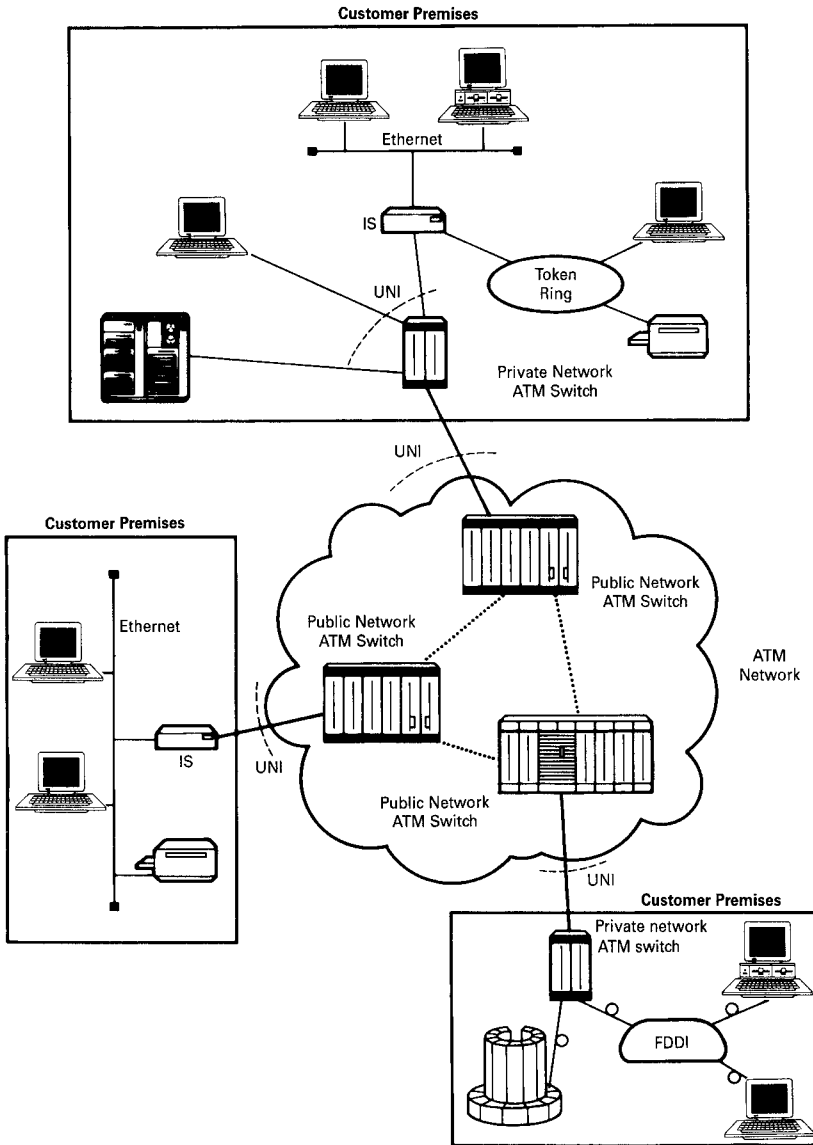 Customer Premises
Ethernet
IS
UNI
Token
Ring
Private Network
ATM Switch
UNI
Customer Premises
Ethernet
IS
UNI
Public Network
ATM Switch
Public Network
ATM Switch
Public Network
ATM Switch
ATM
Network
UNI
Customer Premises
Private network
ATM switch
FDDI